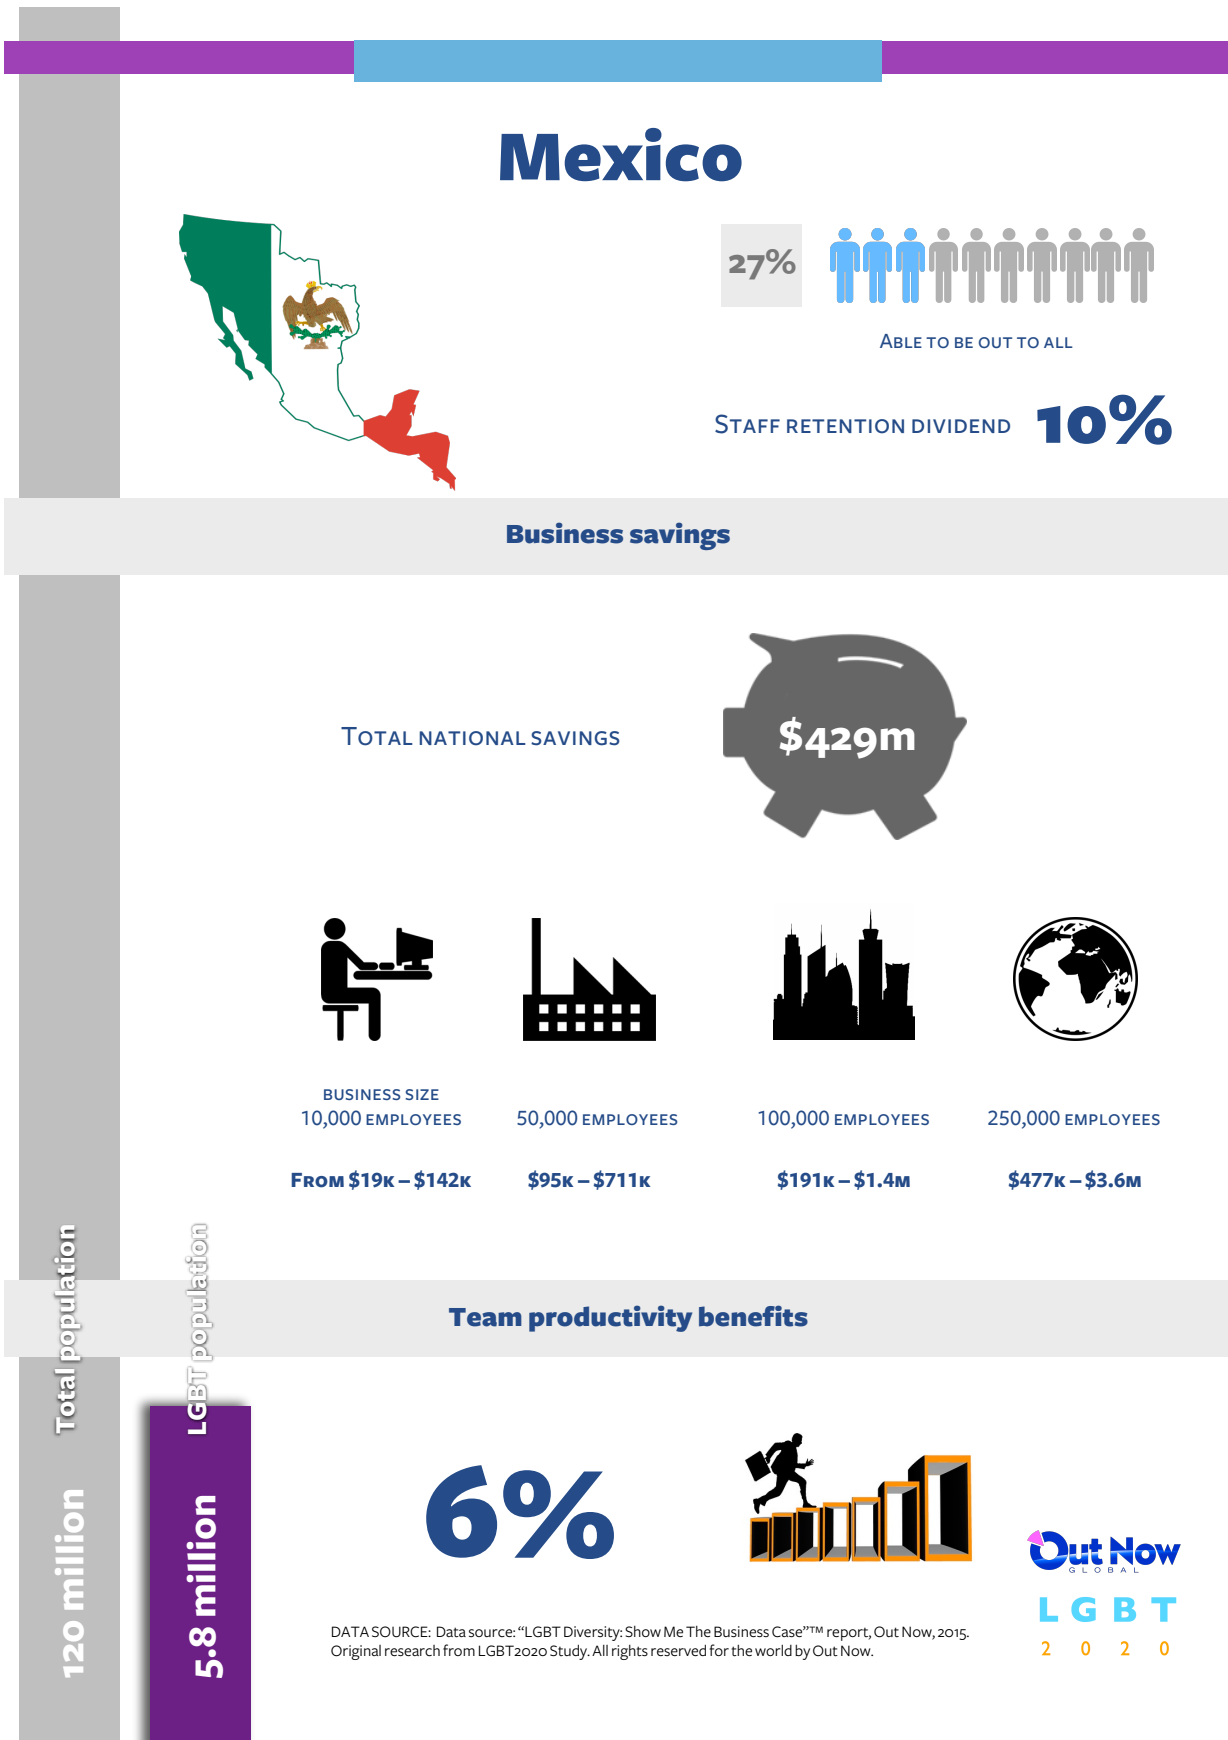 Mexico
27%
Able to be out to all
Staff retention dividend 10%
Business savings
Total national savings
$429m
business size
10,000 employees
50,000 employees
100,000 employees
250,000 employees
From $19k – $142k
$95k – $711k
$191k – $1.4m
$477k – $3.6m
Total population
120 million
LGBT population
5.8 million
Team productivity benefits
6%
Out Now
GLOBAL
LGBT
2020
DATA SOURCE: Data source: “LGBT Diversity: Show Me The Business Case”™ report, Out Now, 2015.
Original research from LGBT2020 Study. All rights reserved for the world by Out Now.